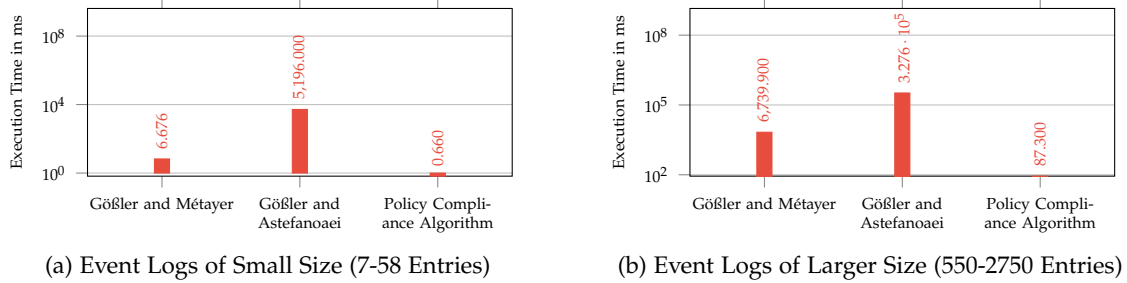 Execution Time in ms
10^8
10^4
10^0
6.676
5,196.000
0.660
Gößler and Métayer
Gößler and
Astefanoaei
Policy Compli-
ance Algorithm
(a) Event Logs of Small Size (7-58 Entries)
Execution Time in ms
10^8
10^5
10^2
6,739.900
3.276 · 10^5
87.300
Gößler and Métayer
Gößler and
Astefanoaei
Policy Compli-
ance Algorithm
(b) Event Logs of Larger Size (550-2750 Entries)